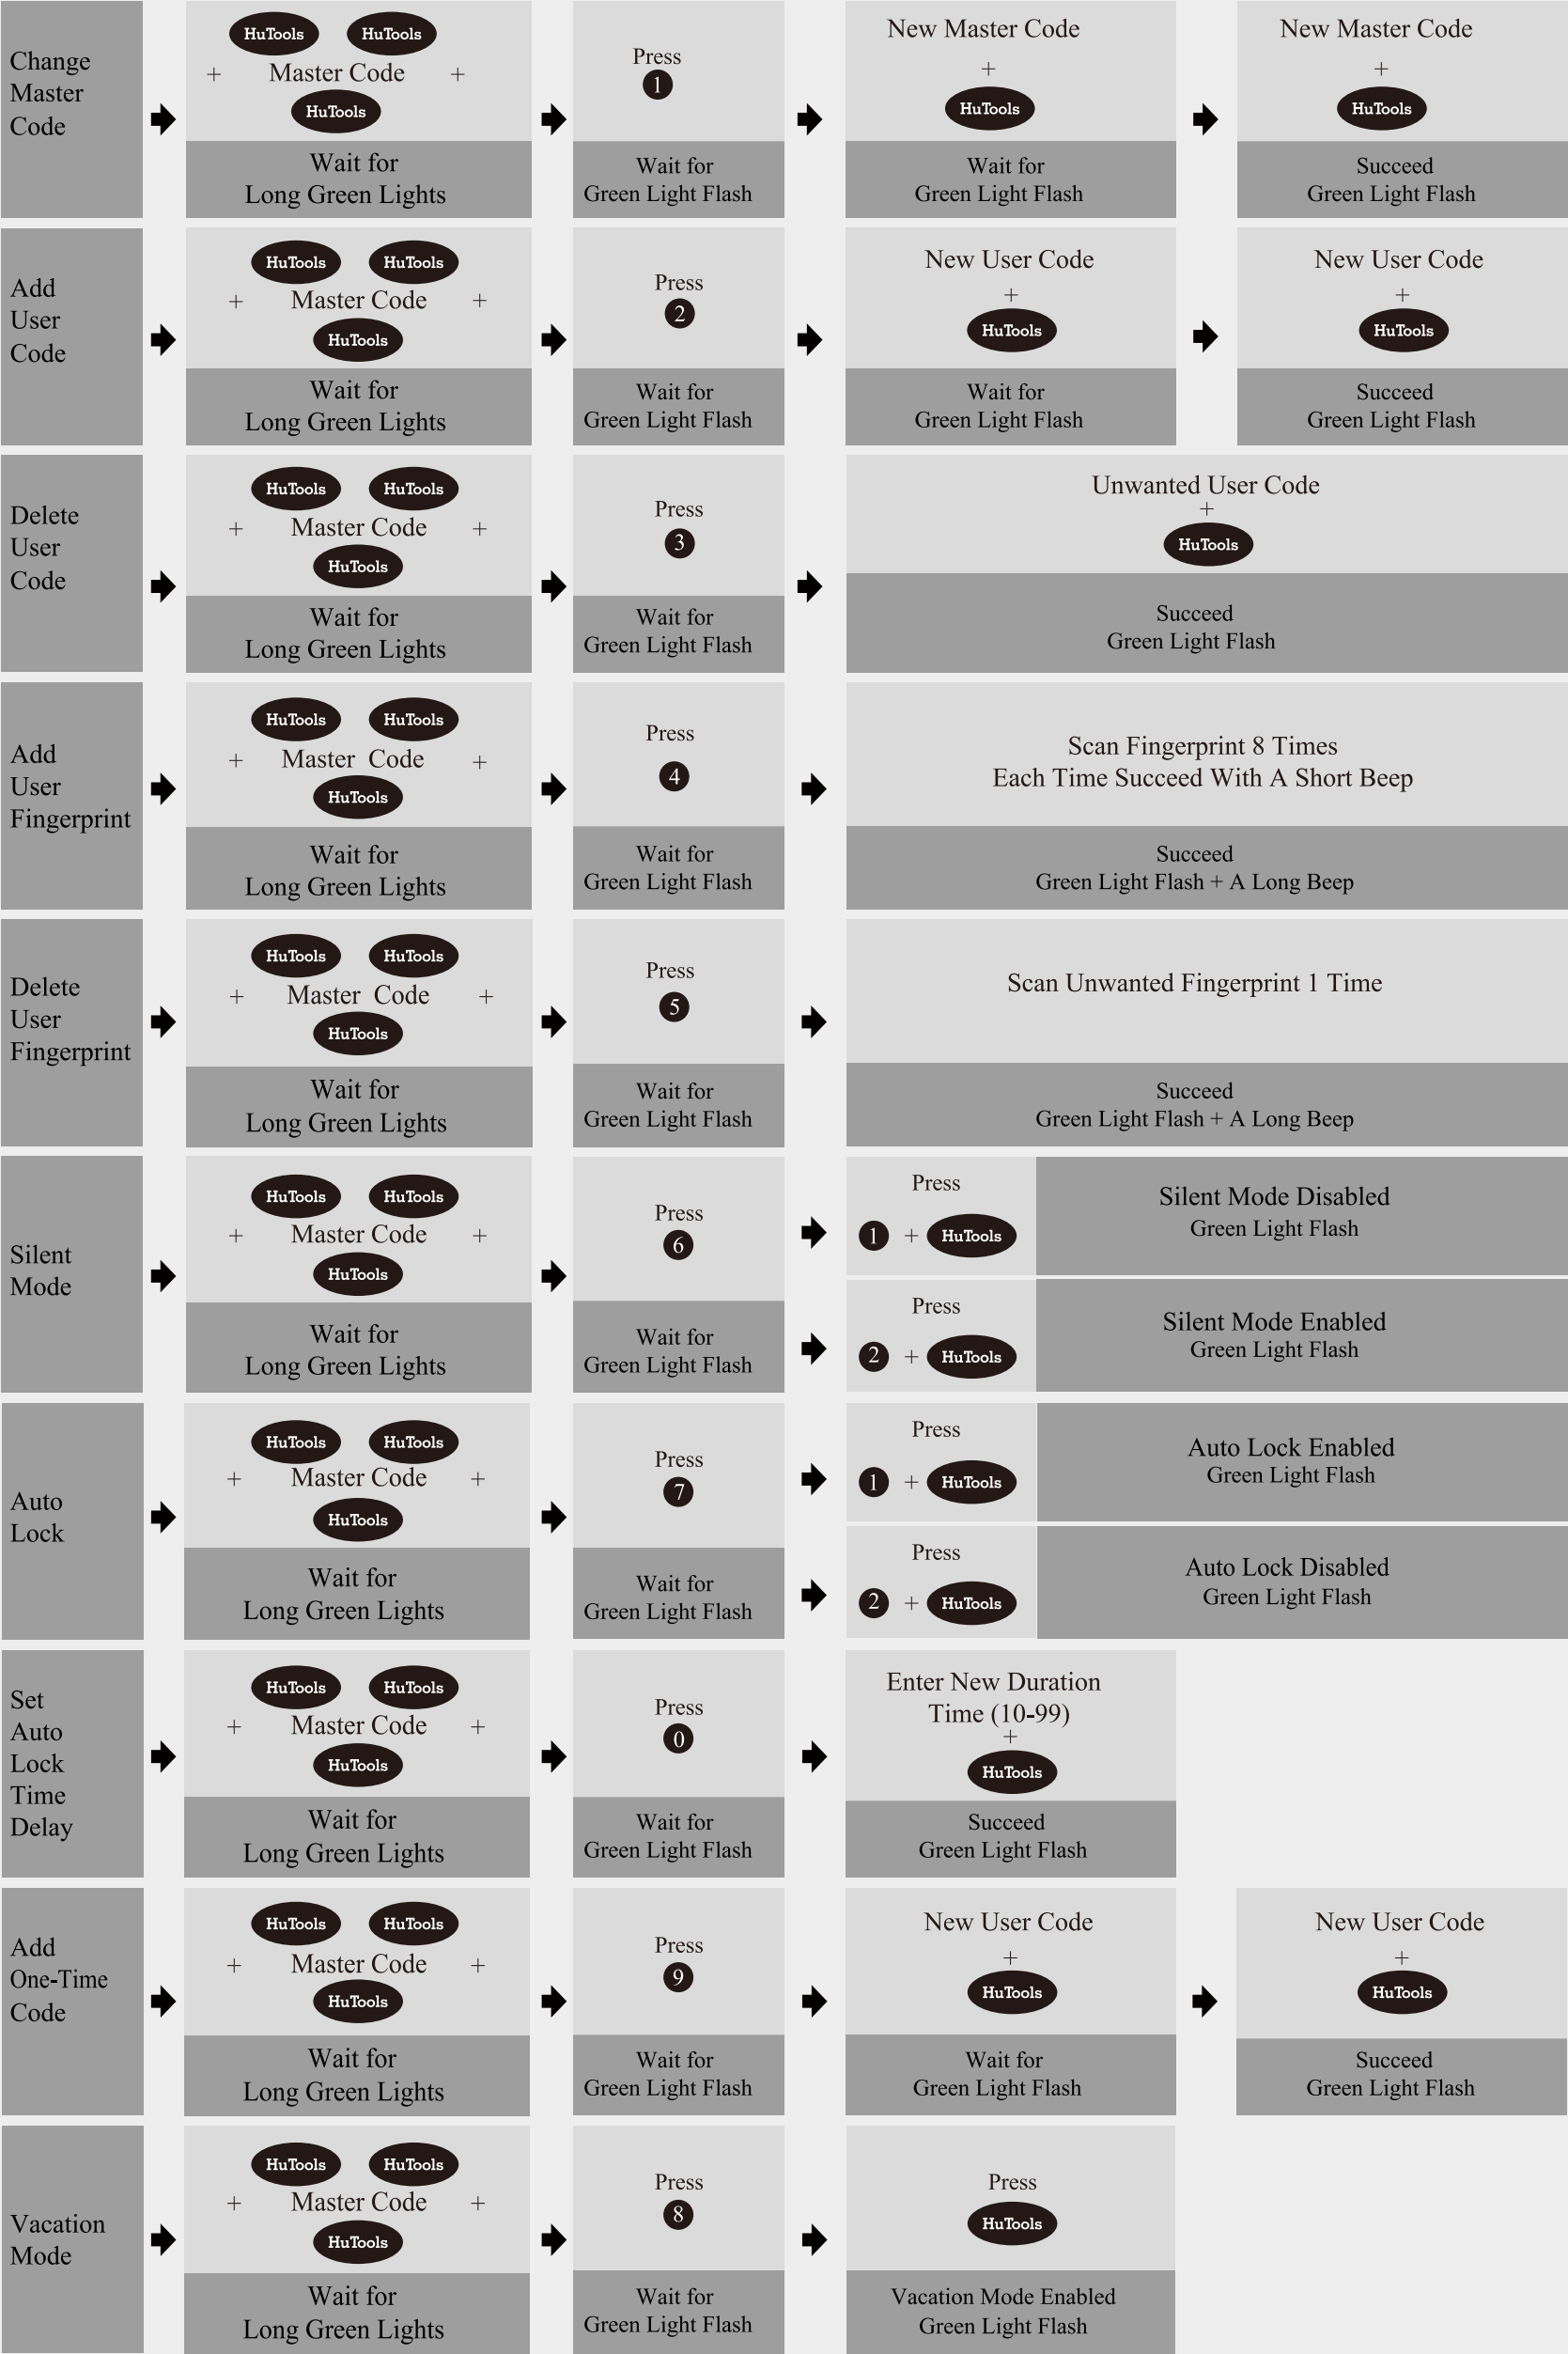 Change
Master
Code
HuTools HuTools
+ Master Code +
HuTools
Wait for
Long Green Lights
Press
1
Wait for
Green Light Flash
New Master Code
+
HuTools
Wait for
Green Light Flash
New Master Code
+
HuTools
Succeed
Green Light Flash
Add
User
Code
HuTools HuTools
+ Master Code +
HuTools
Wait for
Long Green Lights
Press
2
Wait for
Green Light Flash
New User Code
+
HuTools
Wait for
Green Light Flash
New User Code
+
HuTools
Succeed
Green Light Flash
Delete
User
Code
HuTools HuTools
+ Master Code +
HuTools
Wait for
Long Green Lights
Press
3
Wait for
Green Light Flash
Unwanted User Code
+
HuTools
Succeed
Green Light Flash
Add
User
Fingerprint
HuTools HuTools
+ Master Code +
HuTools
Wait for
Long Green Lights
Press
4
Wait for
Green Light Flash
Scan Fingerprint 8 Times
Each Time Succeed With A Short Beep
Succeed
Green Light Flash + A Long Beep
Delete
User
Fingerprint
HuTools HuTools
+ Master Code +
HuTools
Wait for
Long Green Lights
Press
5
Wait for
Green Light Flash
Scan Unwanted Fingerprint 1 Time
Succeed
Green Light Flash + A Long Beep
Silent
Mode
HuTools HuTools
+ Master Code +
HuTools
Wait for
Long Green Lights
Press
6
Wait for
Green Light Flash
Press
1 + HuTools
Silent Mode Disabled
Green Light Flash
Press
2 + HuTools
Silent Mode Enabled
Green Light Flash
Auto
Lock
HuTools HuTools
+ Master Code +
HuTools
Wait for
Long Green Lights
Press
7
Wait for
Green Light Flash
Press
1 + HuTools
Auto Lock Enabled
Green Light Flash
Press
2 + HuTools
Auto Lock Disabled
Green Light Flash
Set
Auto
Lock
Time
Delay
HuTools HuTools
+ Master Code +
HuTools
Wait for
Long Green Lights
Press
0
Wait for
Green Light Flash
Enter New Duration
Time (10-99)
+
HuTools
Succeed
Green Light Flash
Add
One-Time
Code
HuTools HuTools
+ Master Code +
HuTools
Wait for
Long Green Lights
Press
9
Wait for
Green Light Flash
New User Code
+
HuTools
Wait for
Green Light Flash
New User Code
+
HuTools
Succeed
Green Light Flash
Vacation
Mode
HuTools HuTools
+ Master Code +
HuTools
Wait for
Long Green Lights
Press
8
Wait for
Green Light Flash
Press
HuTools
Vacation Mode Enabled
Green Light Flash